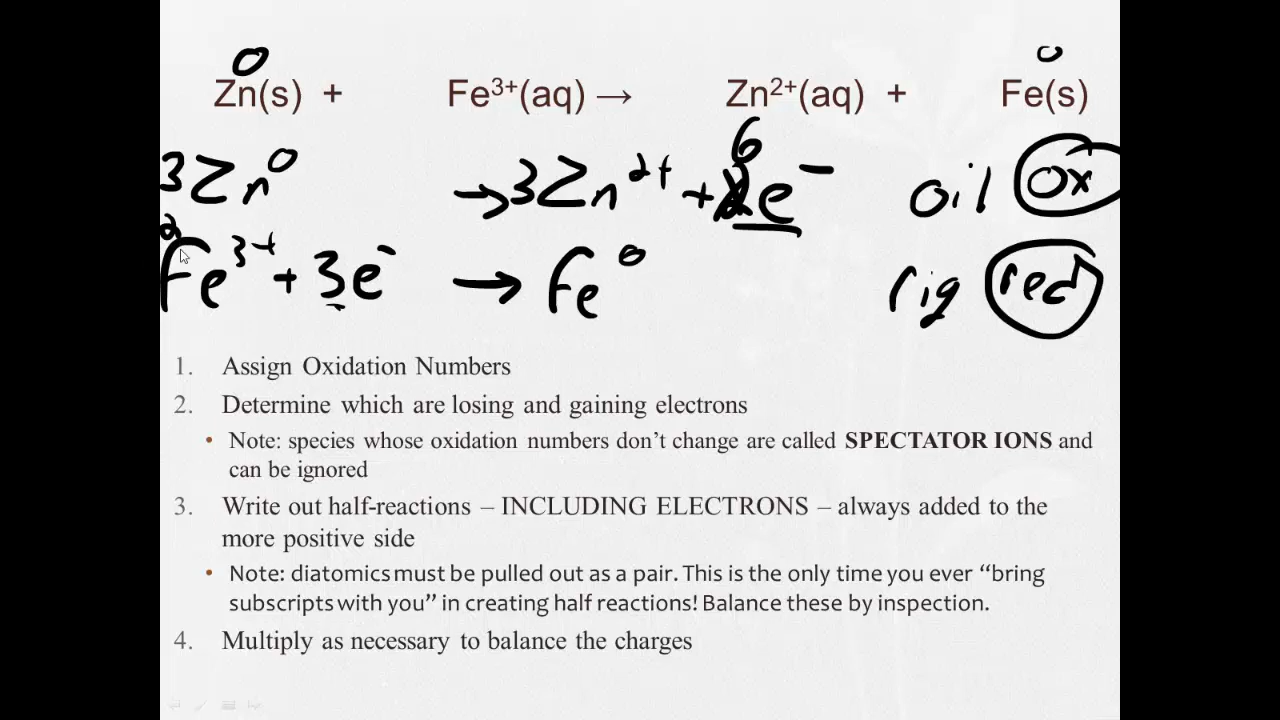 0 0
Zn(s) + Fe³⁺(aq) → Zn²⁺(aq) + Fe(s)
3Zn⁰ → 3Zn²⁺ + 6e⁻ oil ox
2Fe³⁺ + 3e⁻ → Fe⁰ rig red
1. Assign Oxidation Numbers
2. Determine which are losing and gaining electrons
• Note: species whose oxidation numbers don’t change are called SPECTATOR IONS and
can be ignored
3. Write out half-reactions – INCLUDING ELECTRONS – always added to the
more positive side
• Note: diatomics must be pulled out as a pair. This is the only time you ever “bring
subscripts with you” in creating half reactions! Balance these by inspection.
4. Multiply as necessary to balance the charges